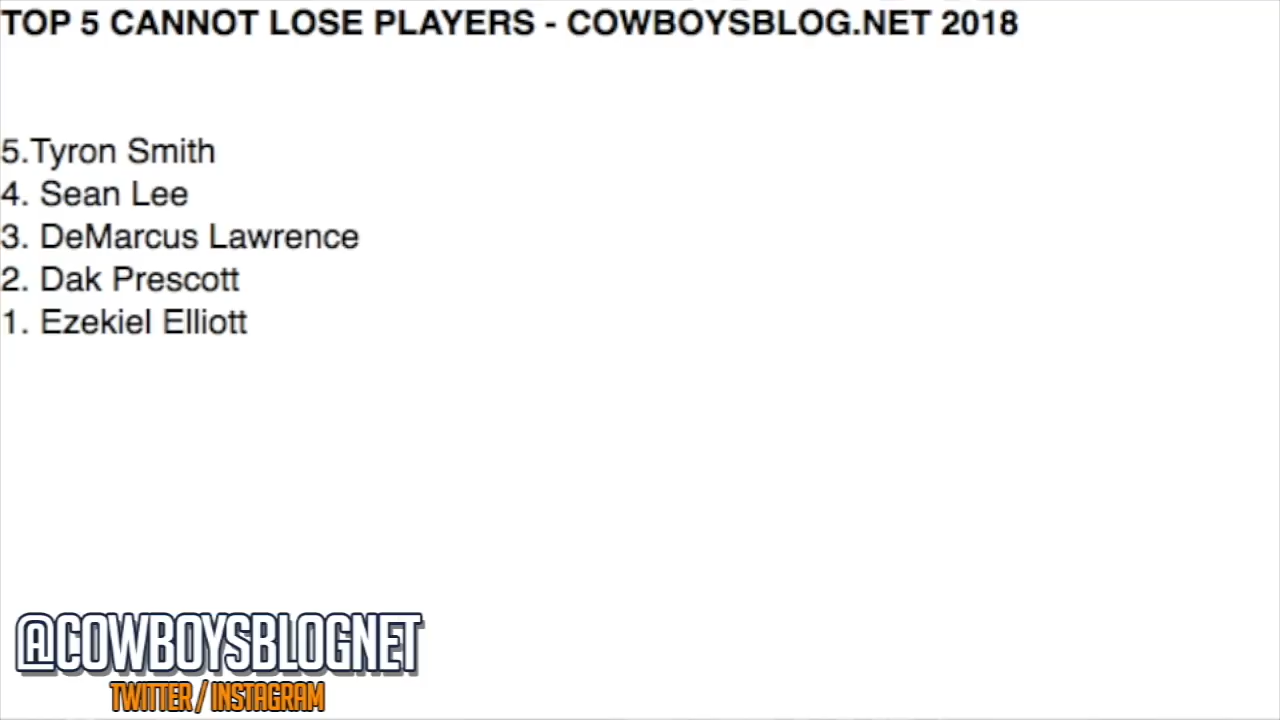 TOP 5 CANNOT LOSE PLAYERS - COWBOYSBLOG.NET 2018
5.Tyron Smith
4. Sean Lee
3. DeMarcus Lawrence
2. Dak Prescott
1. Ezekiel Elliott
@COWBOYSBLOGNET
TWITTER / INSTAGRAM